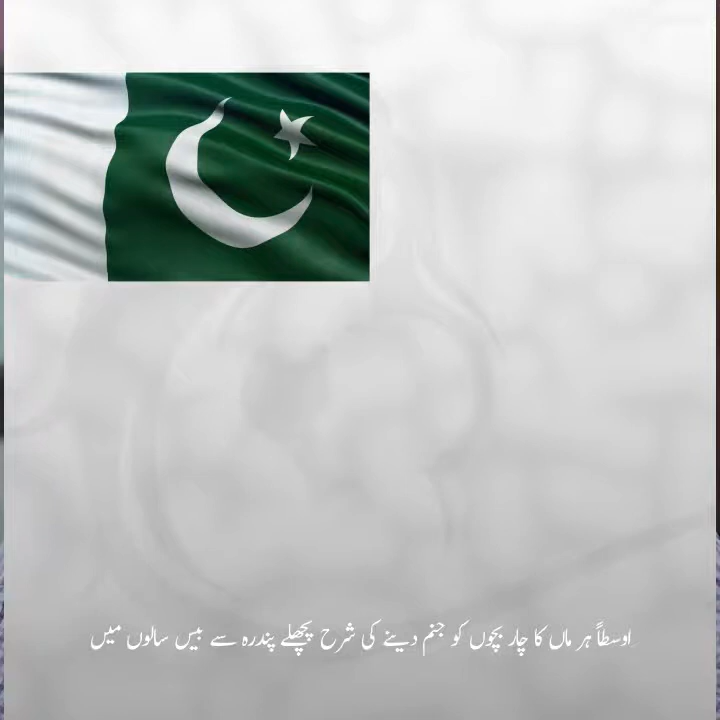 اوسطاً ہر ماں کا چار بچوں کو جنم دینے کی شرح پچھلے پندرہ سے بیس سالوں میں